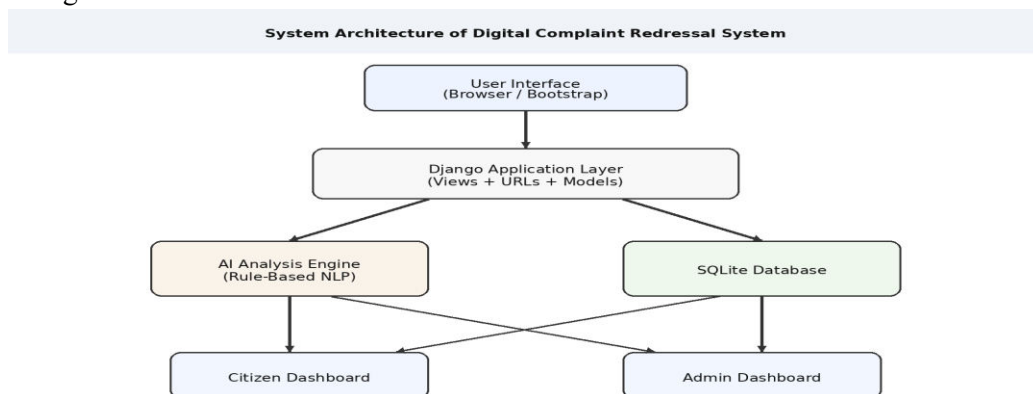 System Architecture of Digital Complaint Redressal System
User Interface
(Browser / Bootstrap)
Django Application Layer
(Views + URLs + Models)
AI Analysis Engine
(Rule-Based NLP)
SQLite Database
Citizen Dashboard
Admin Dashboard